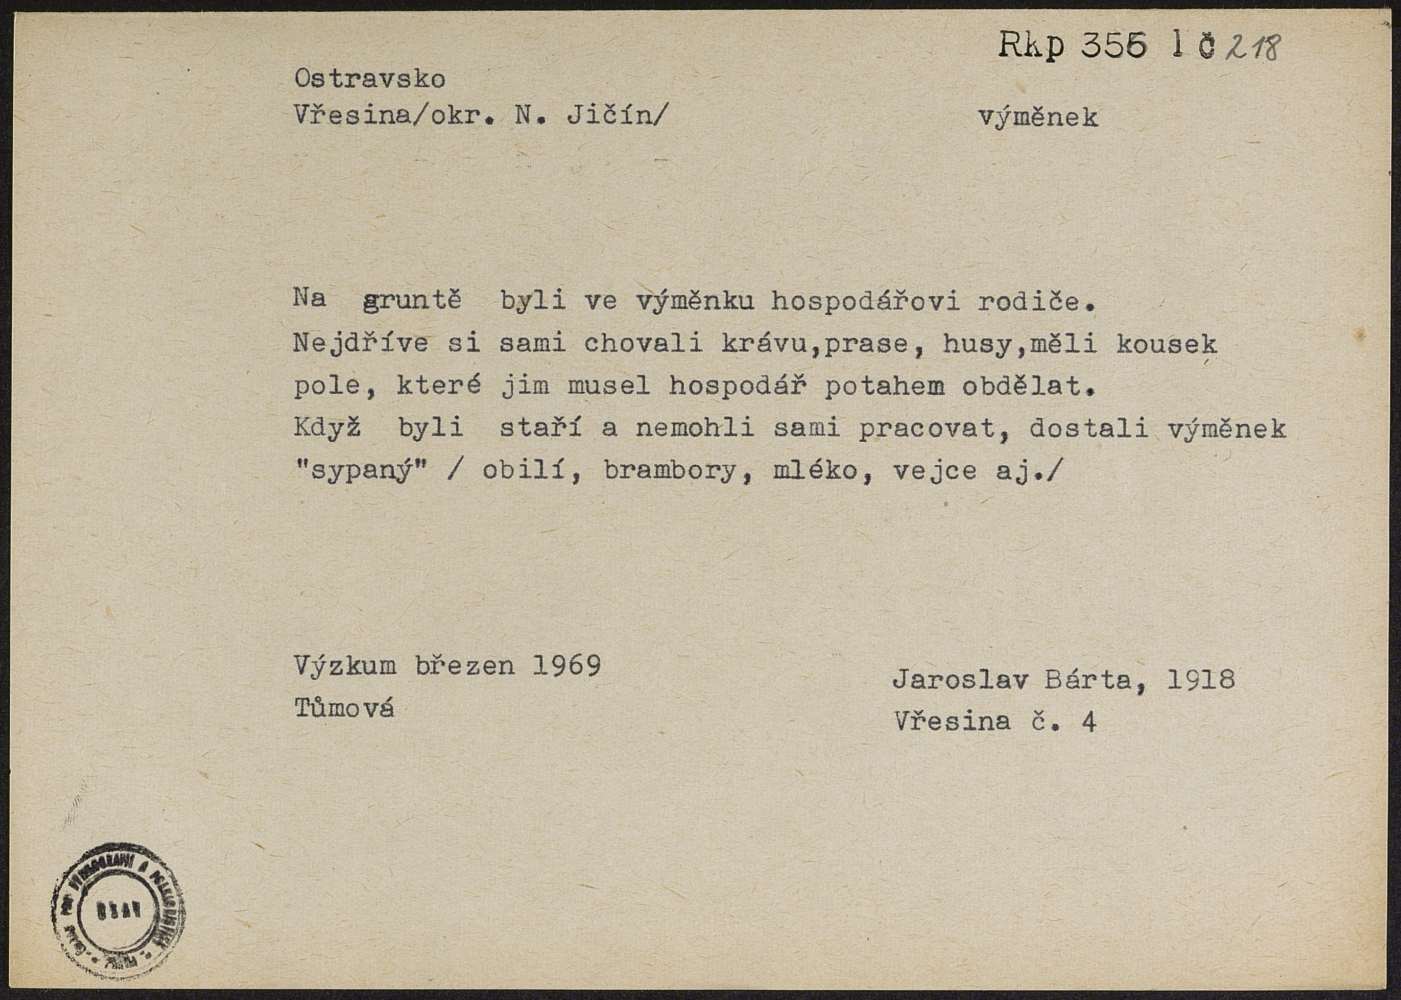 Rkp 356 1 č 218
Ostravsko
Vřesina/okr. N. Jičín/ výměnek
Na gruntě byli ve výměnku hospodářovi rodiče.
Nejdříve si sami chovali krávu,prase, husy,měli kousek
pole, které jim musel hospodář potahem obdělat.
Když byli staří a nemohli sami pracovat, dostali výměnek
"sypaný" / obilí, brambory, mléko, vejce aj./
Výzkum březen 1969
Tůmová
Jaroslav Bárta, 1918
Vřesina č. 4
A